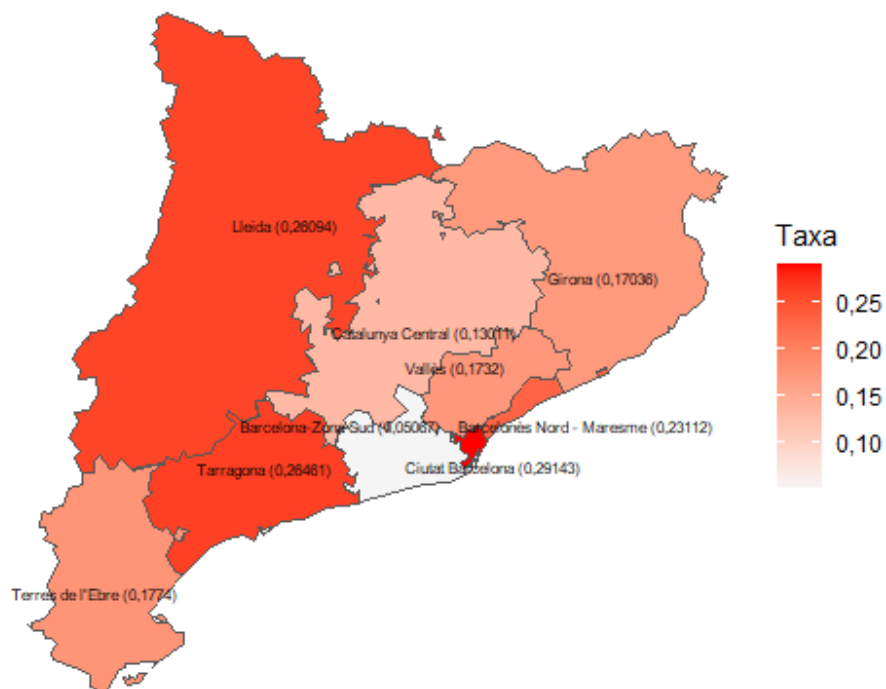 Lleida (0,26094)
Taxa
Girona (0,17036)
0,25
Catalunya Central (0,13011)
0,20
Vallès (0,1732)
0,15
Barcelona-Zona Sud (0,05067)
Barcelonès Nord - Maresme (0,23112)
0,10
Tarragona (0,26461)
Ciutat Barcelona (0,29143)
Terres de l'Ebre (0,1774)